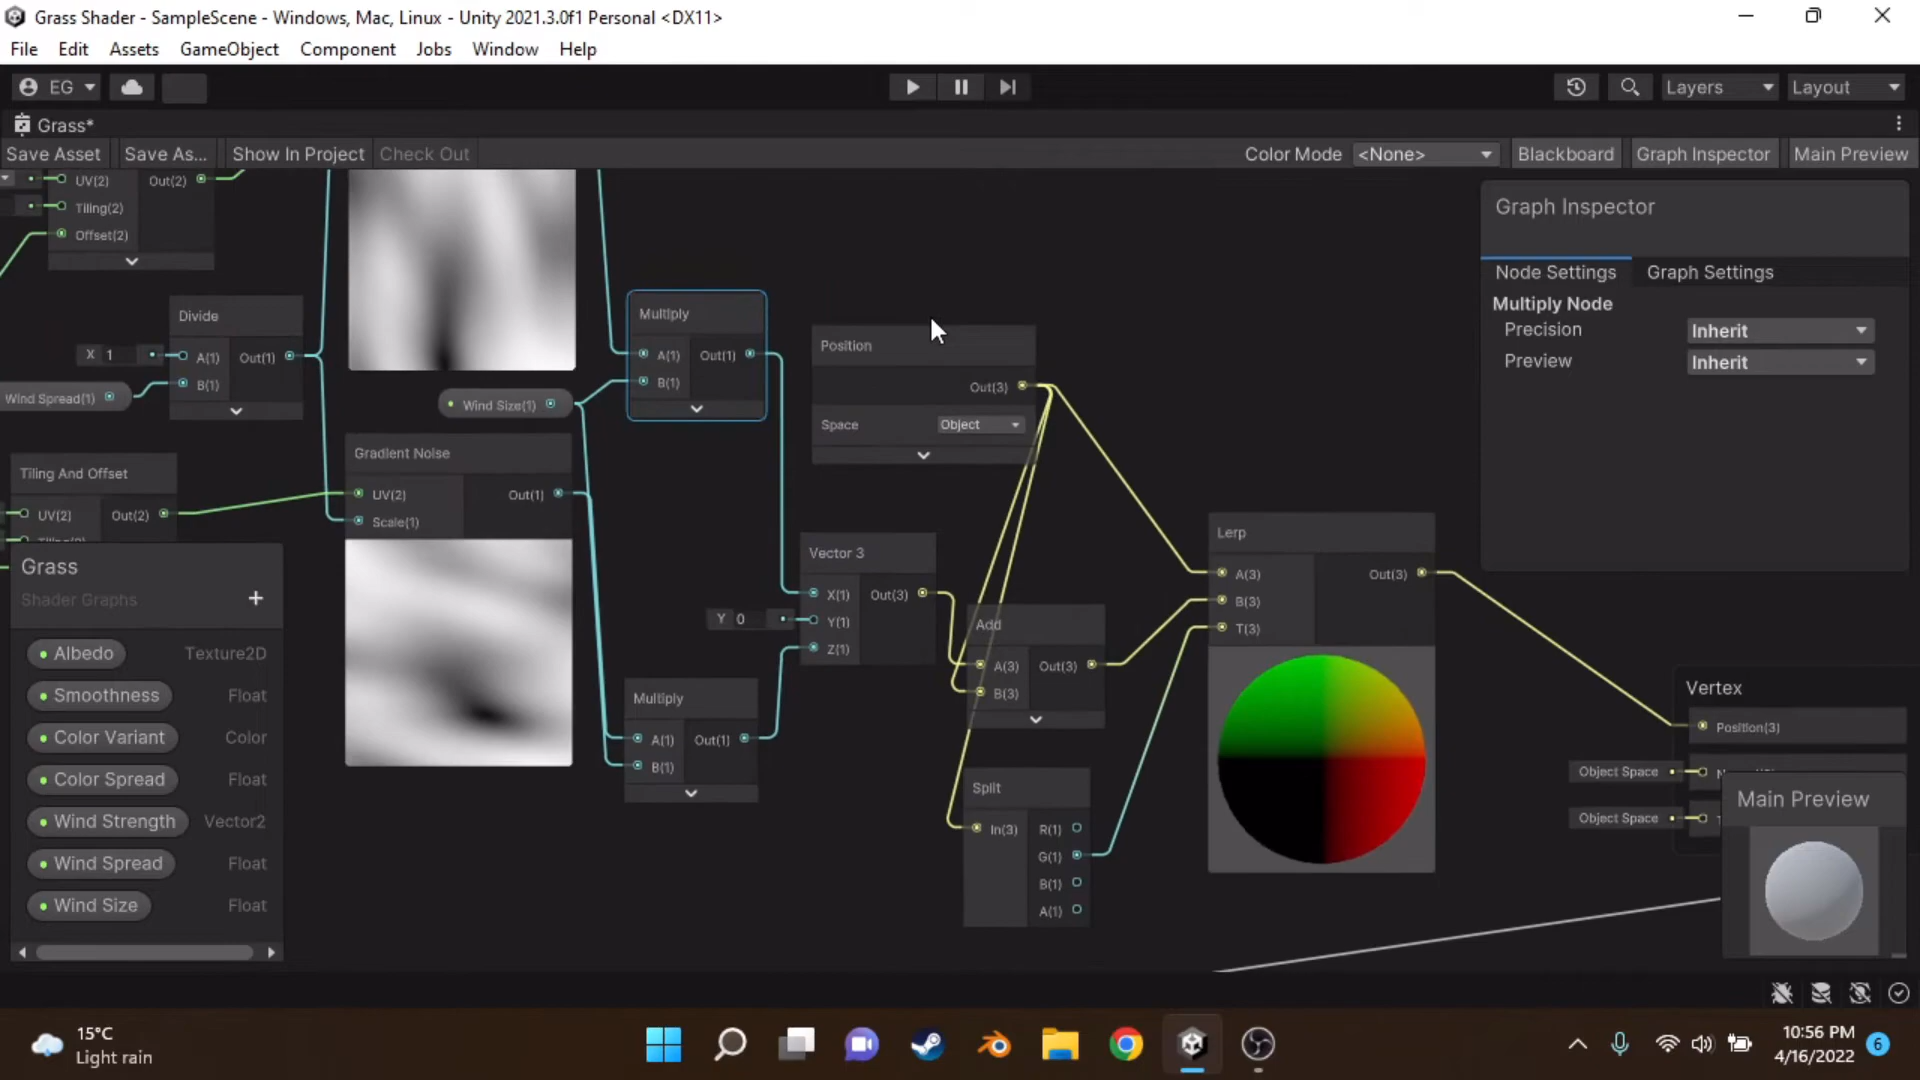 Grass Shader - SampleScene - Windows, Mac, Linux - Unity 2021.3.0f1 Personal <DX11>
File Edit Assets GameObject Component Jobs Window Help
EG Layers Layout
Grass*
Save Asset Save As... Show In Project Check Out Color Mode <None> Blackboard Graph Inspector Main Preview
UV(2) Out(2)
Tiling(2)
Offset(2)
Divide
X 1 A(1) Out(1)
Wind Spread(1) B(1)
Tiling And Offset
UV(2) Out(2)
Wind Size(1)
Gradient Noise
UV(2) Out(1)
Scale(1)
Multiply
A(1) Out(1)
B(1)
Position
Out(3)
Space Object
Vector 3
X(1) Out(3)
Y 0 Y(1)
Z(1)
Multiply
A(1) Out(1)
B(1)
Add
A(3) Out(3)
B(3)
Split
In(3) R(1)
G(1)
B(1)
A(1)
Lerp
A(3) Out(3)
B(3)
T(3)
Vertex
Position(3)
Object Space
Object Space
Graph Inspector
Node Settings Graph Settings
Multiply Node
Precision Inherit
Preview Inherit
Main Preview
Grass
Shader Graphs +
Albedo Texture2D
Smoothness Float
Color Variant Color
Color Spread Float
Wind Strength Vector2
Wind Spread Float
Wind Size Float
15°C
Light rain
10:56 PM
4/16/2022
6